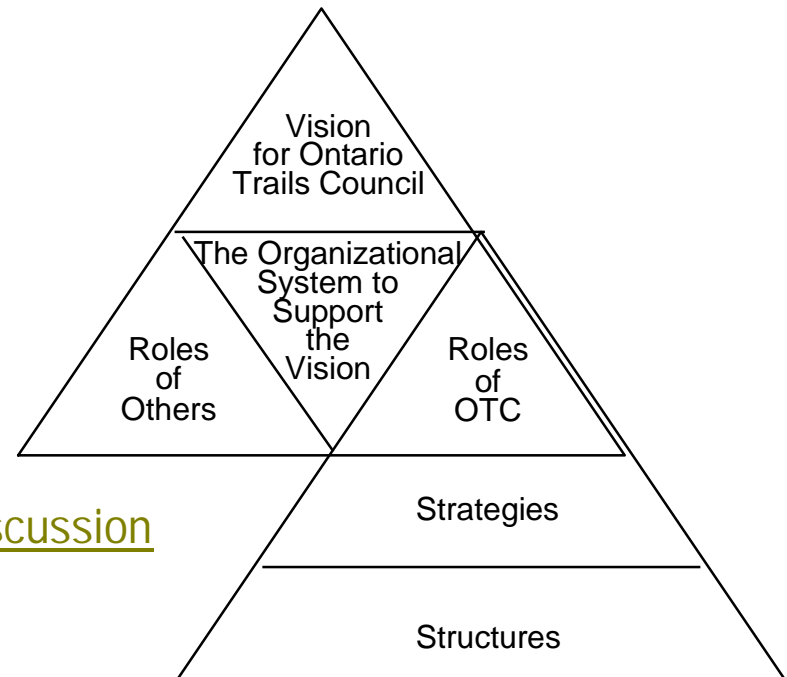 Vision
for Ontario
Trails Council
The Organizational
System to
Support
the
Vision
Roles
of
Others
Roles
of
OTC
Strategies
Structures